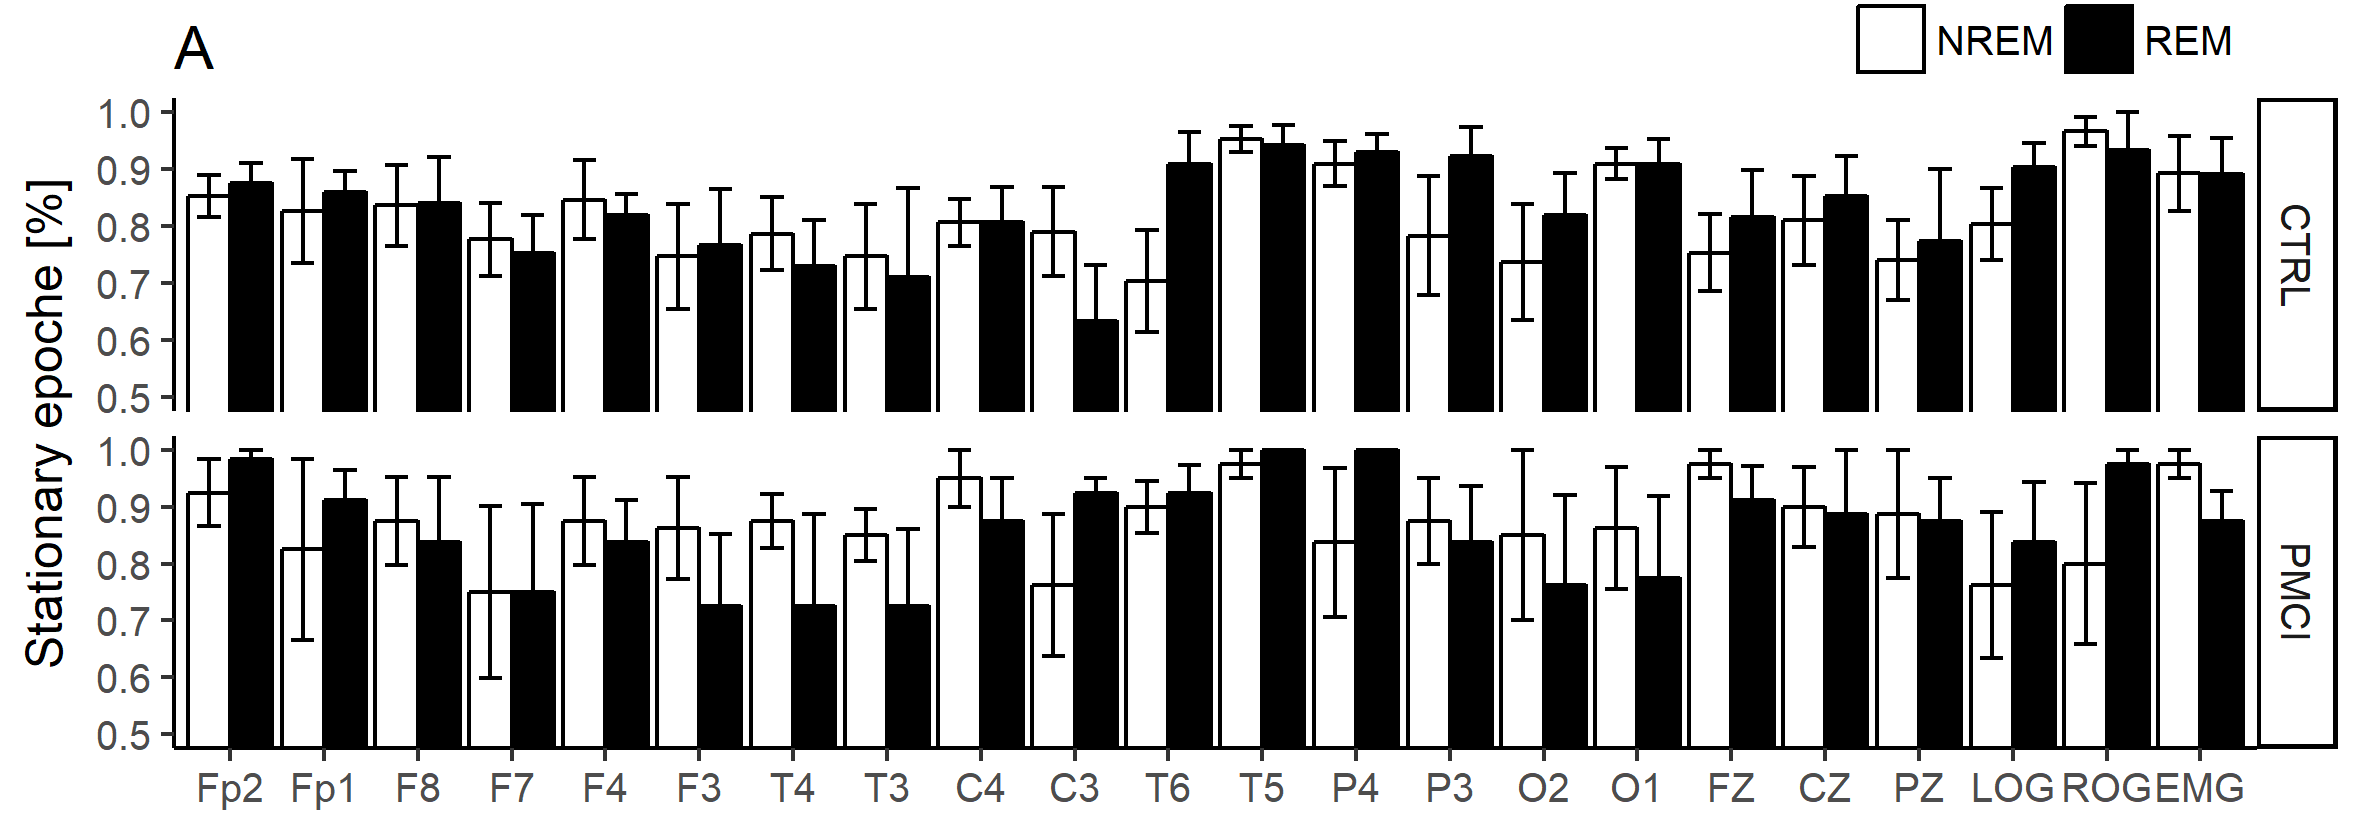 A
NREM REM
Stationary epoche [%]
1.0
0.9
0.8
0.7
0.6
0.5
CTRL
1.0
0.9
0.8
0.7
0.6
0.5
PMCI
Fp2 Fp1 F8 F7 F4 F3 T4 T3 C4 C3 T6 T5 P4 P3 O2 O1 FZ CZ PZ LOG ROG EMG